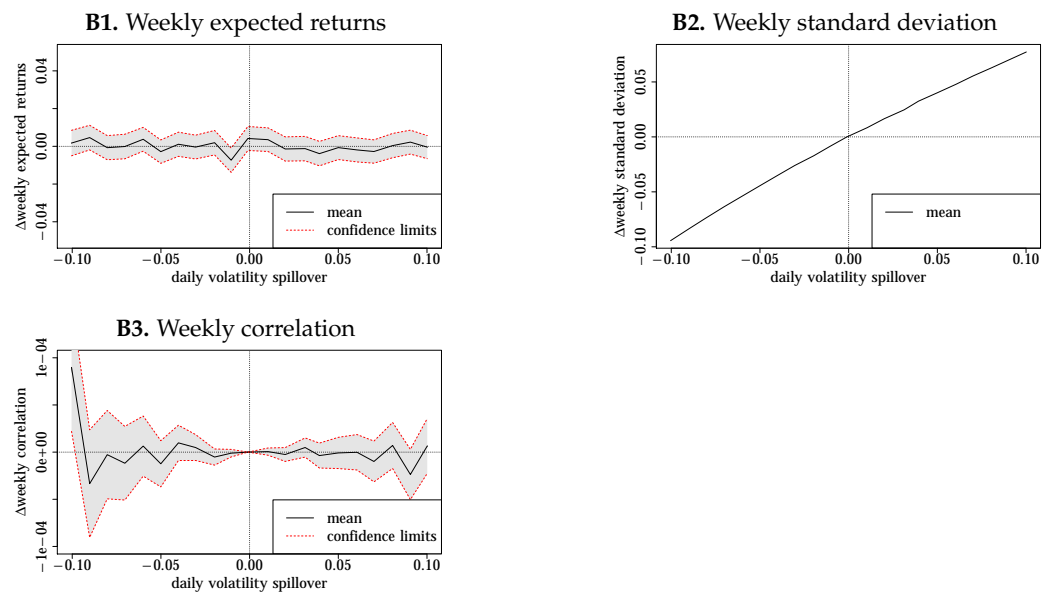 B1. Weekly expected returns
Δweekly expected returns
0.04
0.00
−0.04
mean
confidence limits
−0.10 −0.05 0.00 0.05 0.10
daily volatility spillover
B2. Weekly standard deviation
Δweekly standard deviation
0.05
0.00
−0.05
−0.10
mean
−0.10 −0.05 0.00 0.05 0.10
daily volatility spillover
B3. Weekly correlation
Δweekly correlation
1e−04
0e+00
−1e−04
mean
confidence limits
−0.10 −0.05 0.00 0.05 0.10
daily volatility spillover